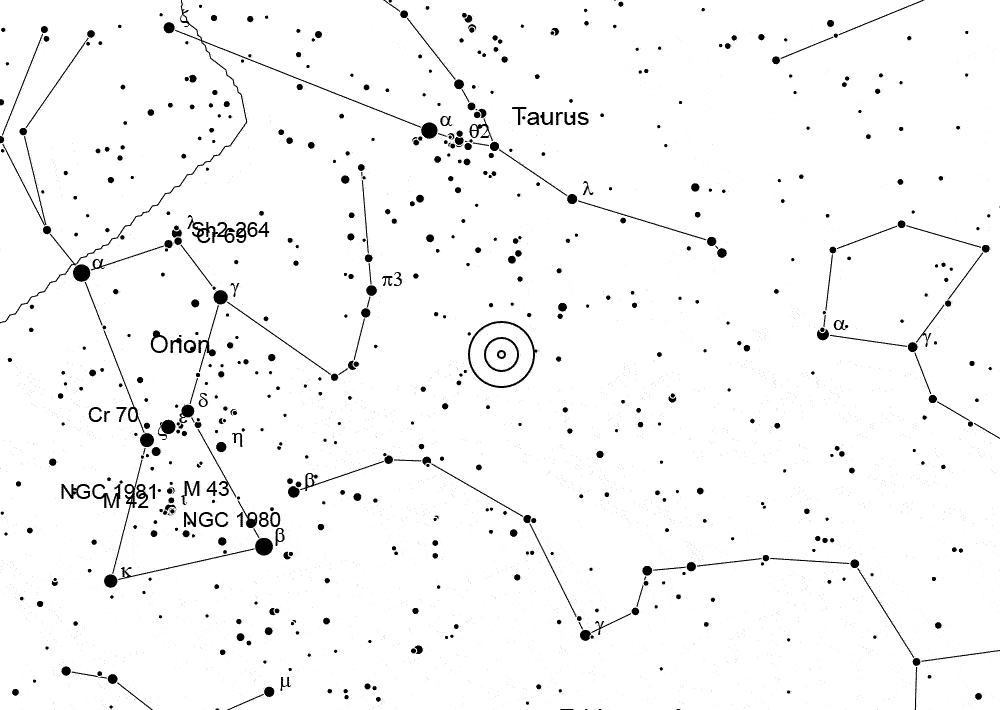 ζ
α
θ2
Taurus
λ
λ
Sh2-264
Cr 69
α
π3
γ
α
γ
Orion
δ
Cr 70
ε
ζ
η
β
NGC 1981
M 43
M 42
ι
NGC 1980
β
κ
γ
μ